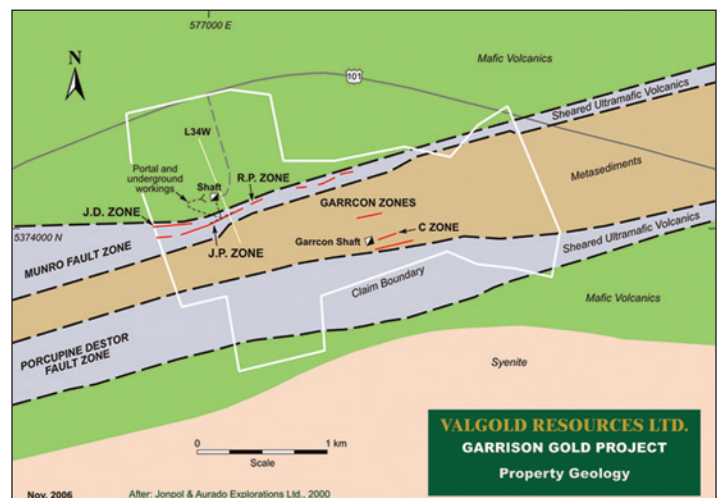 577000 E
N
Mafic Volcanics
101
Sheared Ultramafic Volcanics
L34W
Portal and
underground
workings
Shaft
R.P. ZONE
Metasediments
J.D. ZONE
GARRCON ZONES
5374000 N
C ZONE
Garrcon Shaft
J.P. ZONE
MUNRO FAULT ZONE
Sheared Ultramafic Volcanics
Claim Boundary
Mafic Volcanics
PORCUPINE DESTOR
FAULT ZONE
Syenite
VALGOLD RESOURCES LTD.
GARRISON GOLD PROJECT
Property Geology
0 1 km
Scale
Nov. 2006
After: Jonpol & Aurado Explorations Ltd., 2000